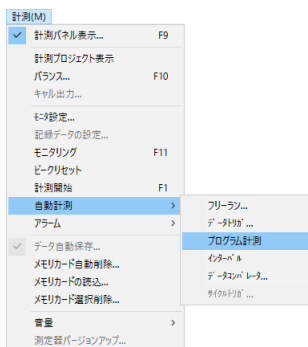 計測(M)
計測パネル表示... F9
計測プロジェクト表示
バランス... F10
キャル出力...
モニタ設定...
記録データの設定...
モニタリング F11
ピークリセット
計測開始 F1
自動計測
フリーラン...
アラーム
データトリガ...
プログラム計測
データ自動保存...
インターバル
メモリカード自動削除...
データコンパレータ...
メモリカードの読込...
サイクルトリガ...
メモリカード選択削除...
音量
測定器バージョンアップ...